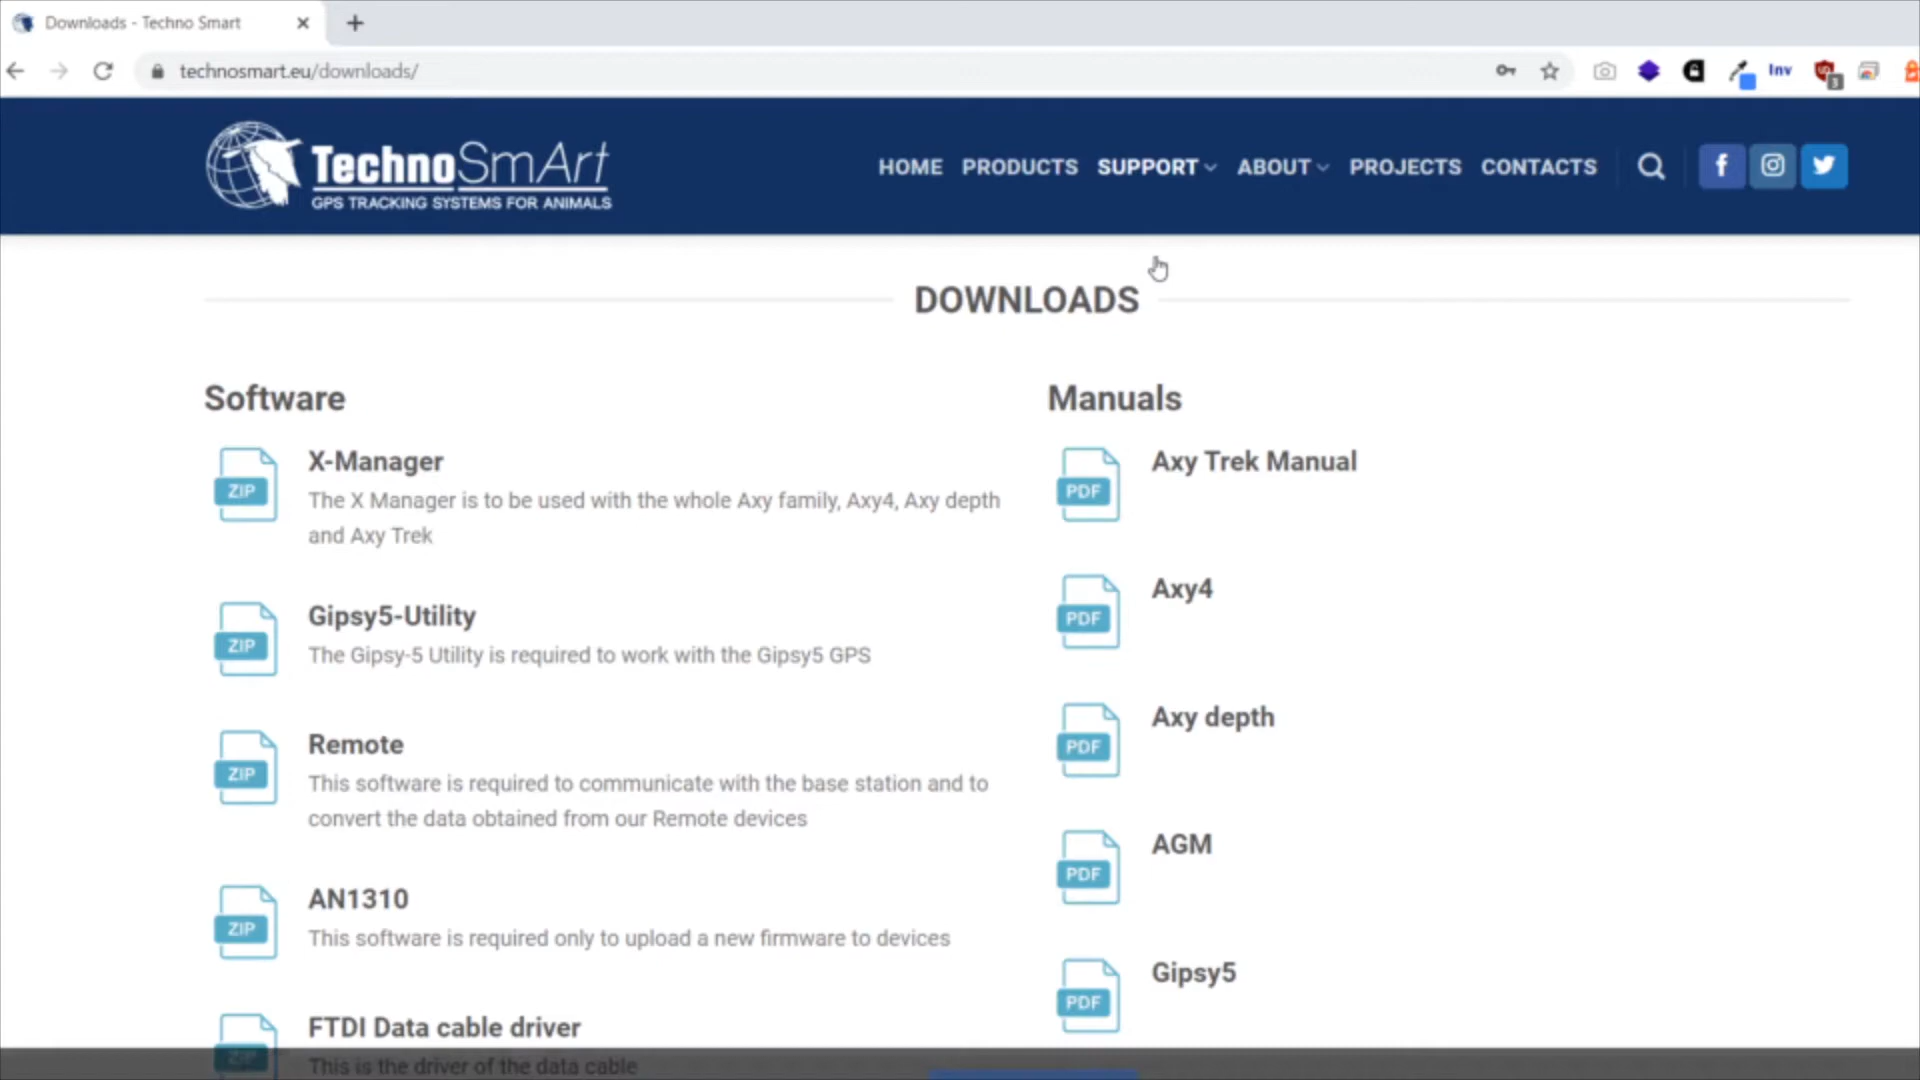 Downloads - Techno Smart
technosmart.eu/downloads/
Inv
3
TechnoSmArt
GPS TRACKING SYSTEMS FOR ANIMALS
HOME PRODUCTS SUPPORT ABOUT PROJECTS CONTACTS
DOWNLOADS
Software
ZIP
X-Manager
The X Manager is to be used with the whole Axy family, Axy4, Axy depth
and Axy Trek
ZIP
Gipsy5-Utility
The Gipsy-5 Utility is required to work with the Gipsy5 GPS
ZIP
Remote
This software is required to communicate with the base station and to
convert the data obtained from our Remote devices
ZIP
AN1310
This software is required only to upload a new firmware to devices
ZIP
FTDI Data cable driver
This is the driver of the data cable
Manuals
PDF
Axy Trek Manual
PDF
Axy4
PDF
Axy depth
PDF
AGM
PDF
Gipsy5